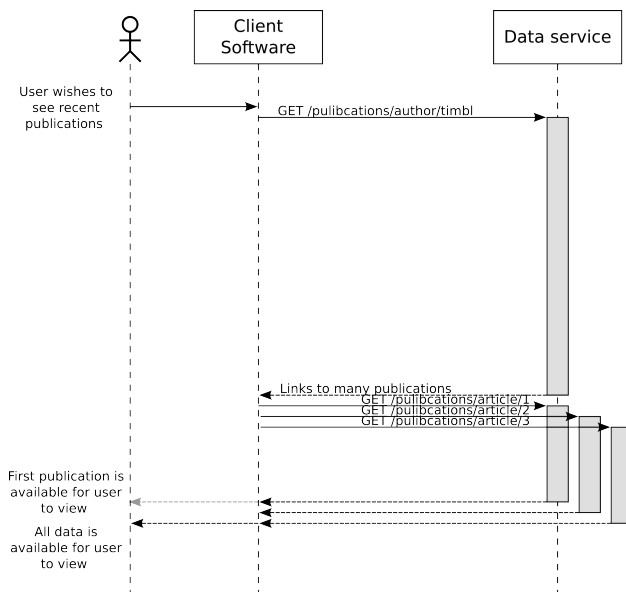 Client
Software
Data service
User wishes to
see recent
publications
GET /pulibcations/author/timbl
Links to many publications
GET /pulibcations/article/1
GET /pulibcations/article/2
GET /pulibcations/article/3
First publication is
available for user
to view
All data is
available for user
to view